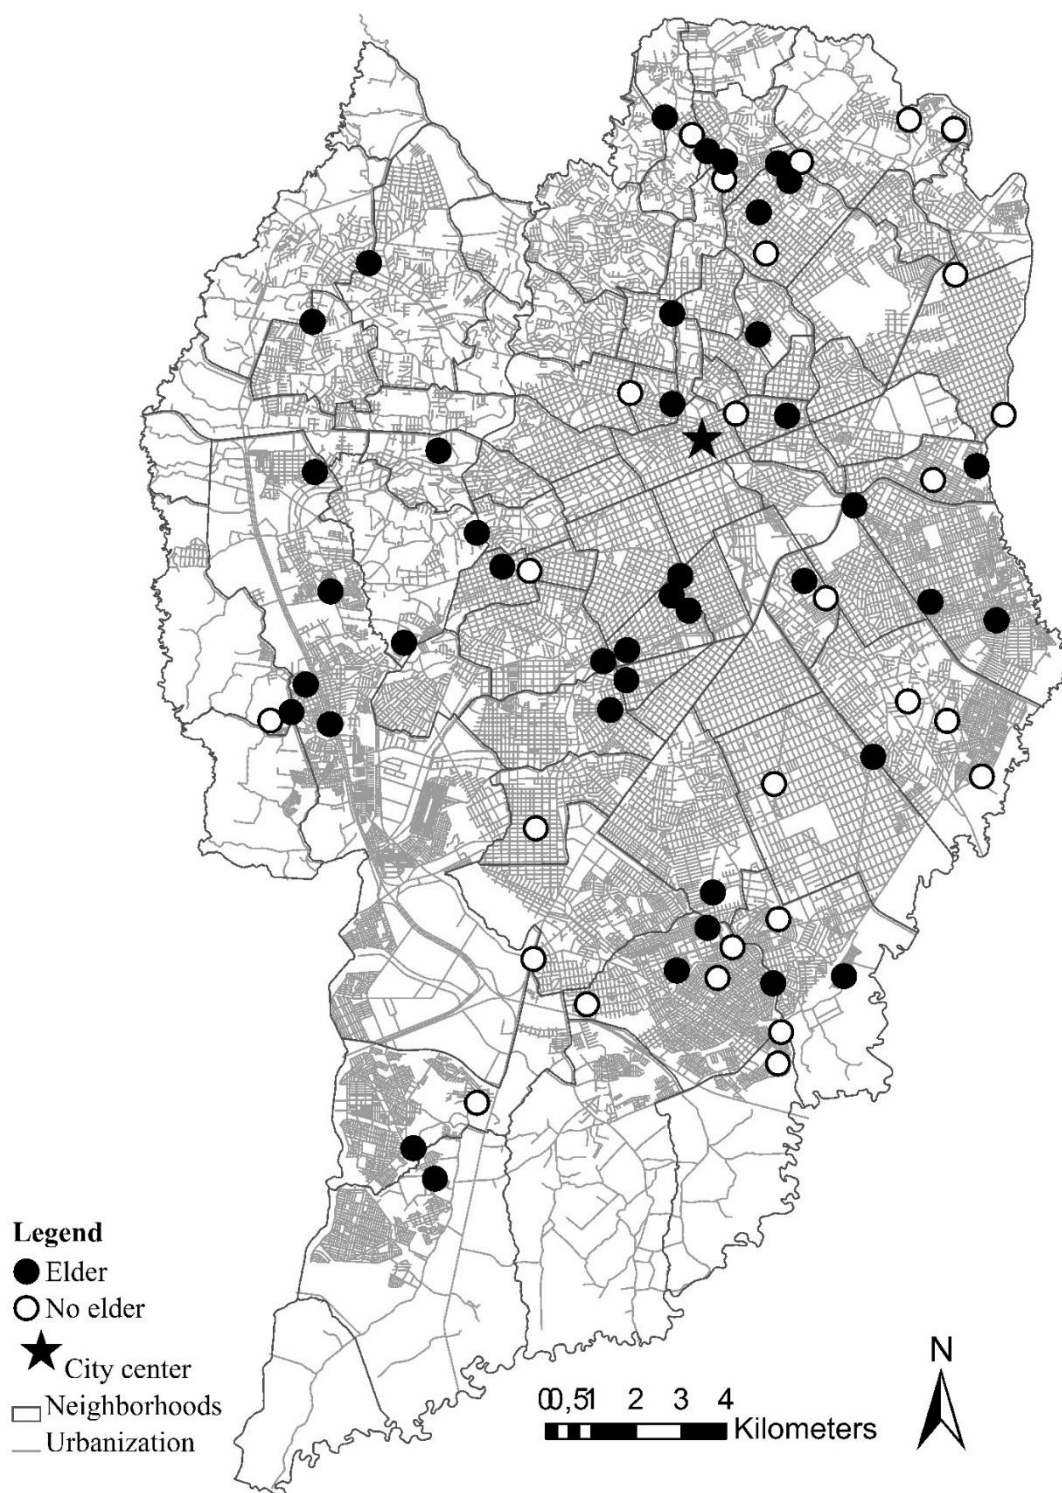 Legend
Elder
No elder
City center
Neighborhoods
Urbanization
00,51 2 3 4
Kilometers
N